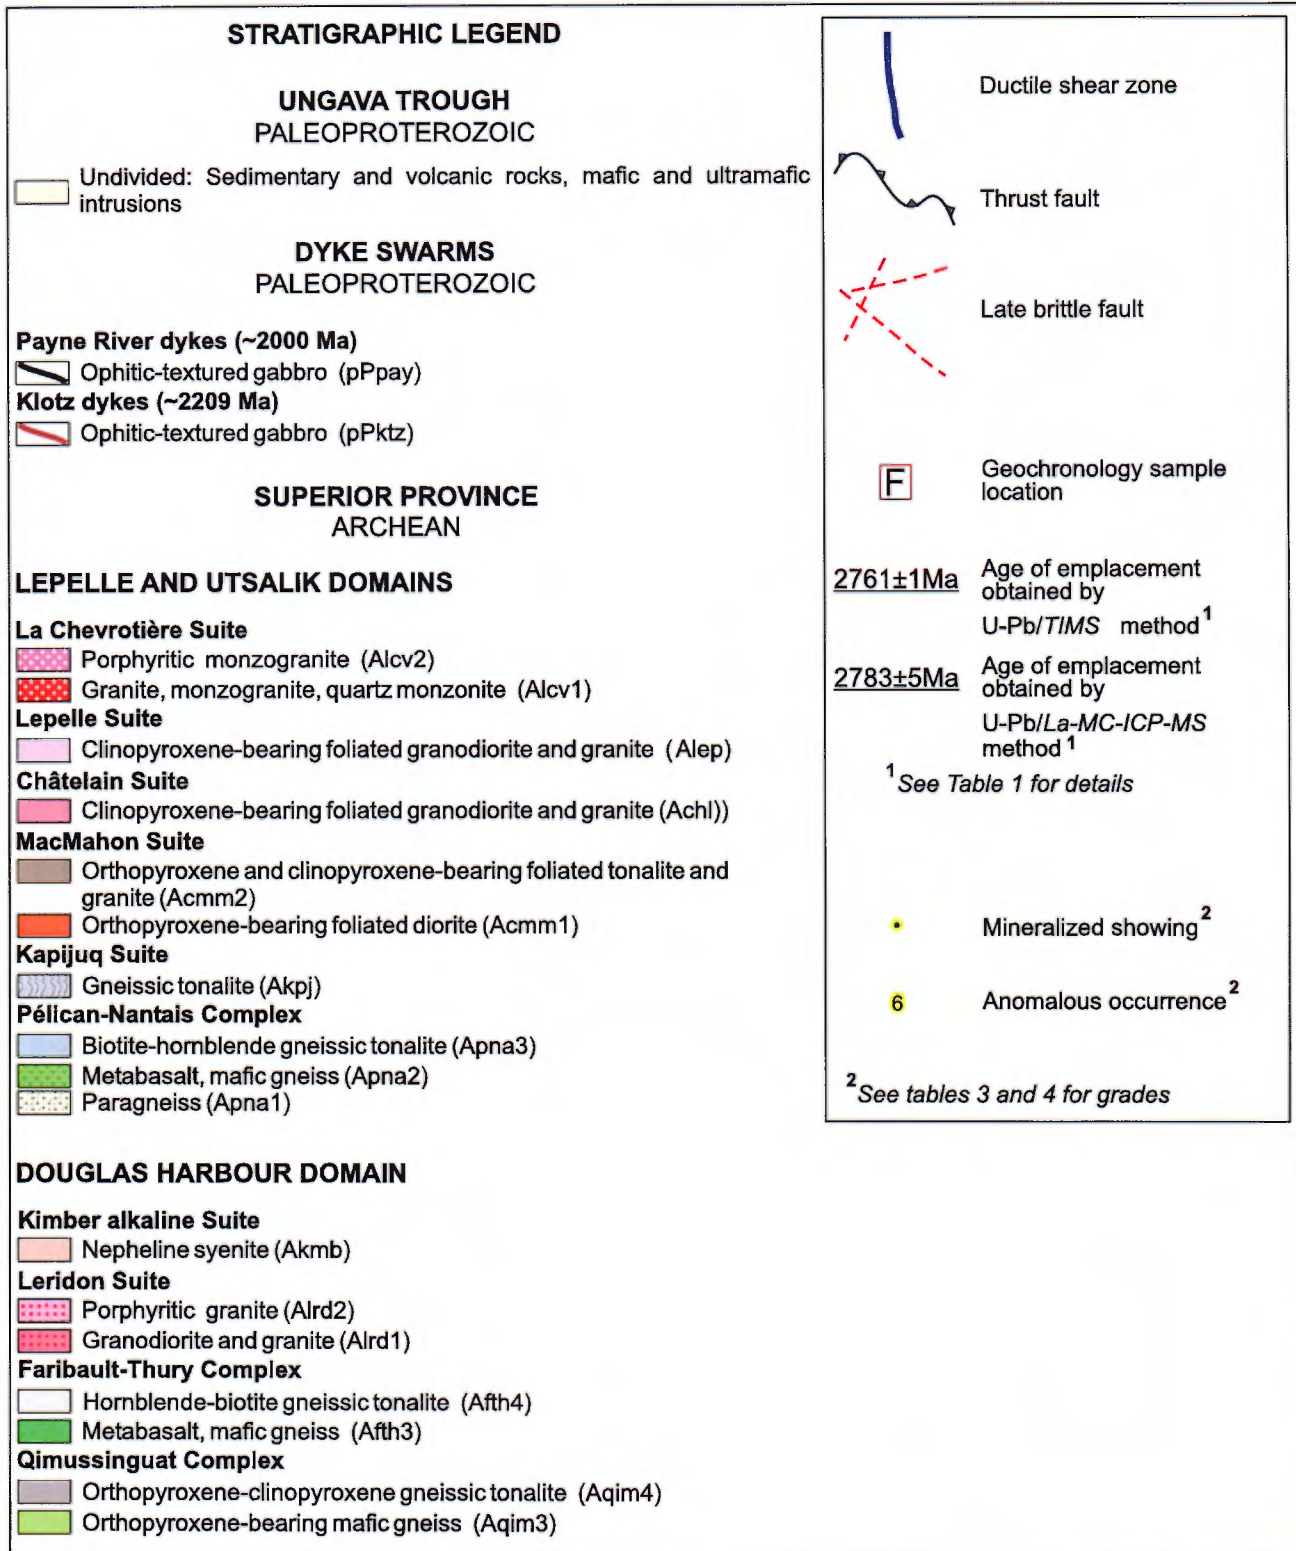 STRATIGRAPHIC LEGEND
UNGAVA TROUGH
PALEOPROTEROZOIC
Undivided: Sedimentary and volcanic rocks, mafic and ultramafic
intrusions
DYKE SWARMS
PALEOPROTEROZOIC
Payne River dykes (~2000 Ma)
Ophitic-textured gabbro (pPpay)
Klotz dykes (~2209 Ma)
Ophitic-textured gabbro (pPktz)
SUPERIOR PROVINCE
ARCHEAN
LEPELLE AND UTSALIK DOMAINS
La Chevrotière Suite
Porphyritic monzogranite (Alcv2)
Granite, monzogranite, quartz monzonite (Alcv1)
Lepelle Suite
Clinopyroxene-bearing foliated granodiorite and granite (Alep)
Châtelain Suite
Clinopyroxene-bearing foliated granodiorite and granite (Achl))
MacMahon Suite
Orthopyroxene and clinopyroxene-bearing foliated tonalite and
granite (Acmm2)
Orthopyroxene-bearing foliated diorite (Acmm1)
Kapijuq Suite
Gneissic tonalite (Akpj)
Pélican-Nantais Complex
Biotite-hornblende gneissic tonalite (Apna3)
Metabasalt, mafic gneiss (Apna2)
Paragneiss (Apna1)
DOUGLAS HARBOUR DOMAIN
Kimber alkaline Suite
Nepheline syenite (Akmb)
Leridon Suite
Porphyritic granite (Alrd2)
Granodiorite and granite (Alrd1)
Faribault-Thury Complex
Hornblende-biotite gneissic tonalite (Afth4)
Metabasalt, mafic gneiss (Afth3)
Qimussinguat Complex
Orthopyroxene-clinopyroxene gneissic tonalite (Aqim4)
Orthopyroxene-bearing mafic gneiss (Aqim3)
Ductile shear zone
Thrust fault
Late brittle fault
F Geochronology sample
location
2761±1Ma Age of emplacement
obtained by
U-Pb/TIMS method 1
2783±5Ma Age of emplacement
obtained by
U-Pb/La-MC-ICP-MS
method 1
1 See Table 1 for details
Mineralized showing 2
6 Anomalous occurrence 2
2 See tables 3 and 4 for grades